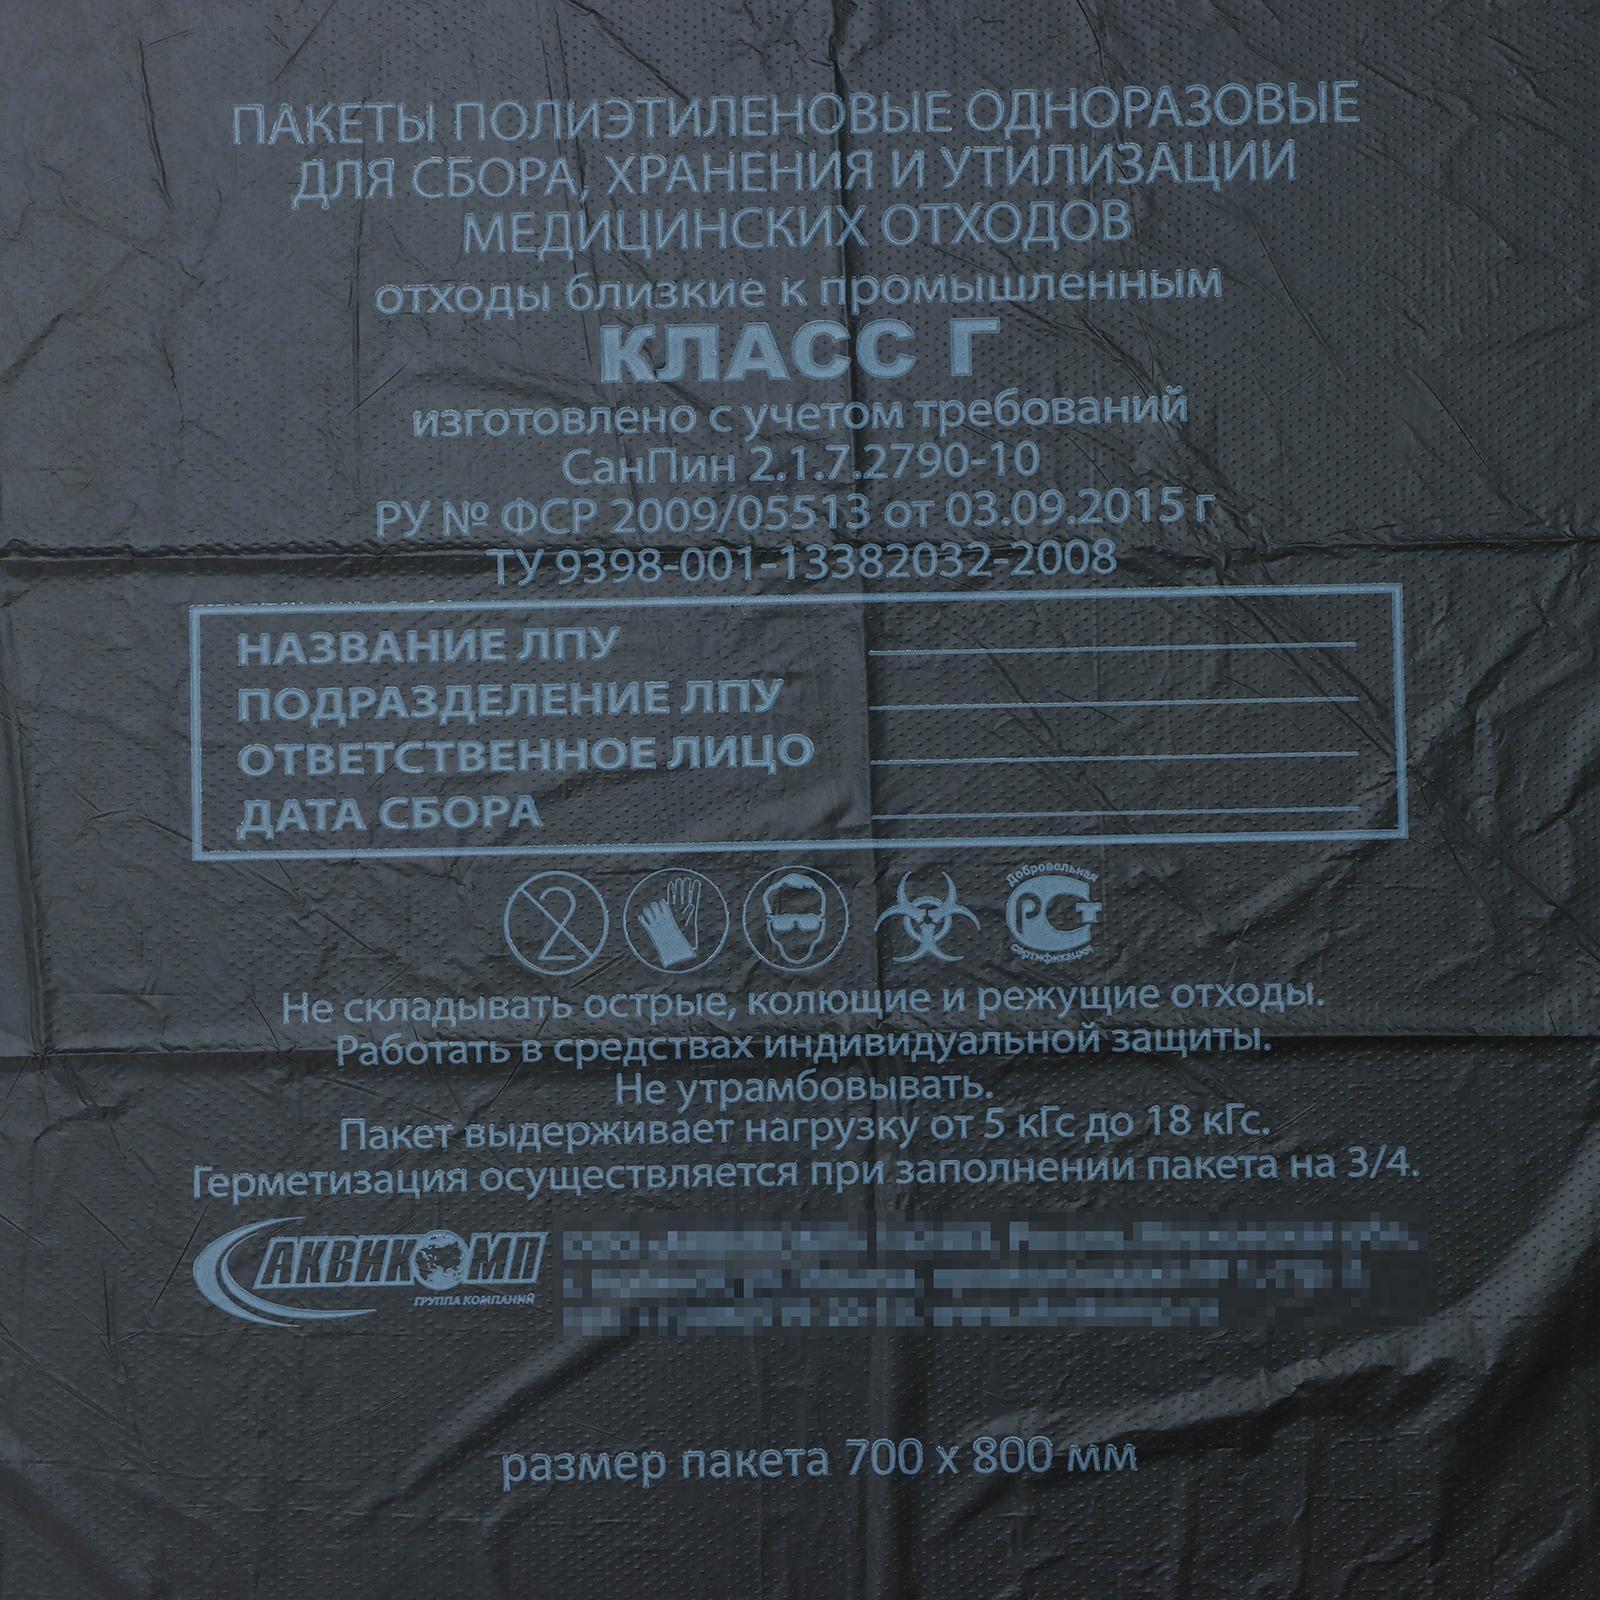 ПАКЕТЫ ПОЛИЭТИЛЕНОВЫЕ ОДНОРАЗОВЫЕ
ДЛЯ СБОРА, ХРАНЕНИЯ И УТИЛИЗАЦИИ
МЕДИЦИНСКИХ ОТХОДОВ
отходы близкие к промышленным
КЛАСС Г
изготовлено с учетом требований
СанПин 2.1.7.2790-10
РУ № ФСР 2009/05513 от 03.09.2015 г
ТУ 9398-001-13382032-2008
НАЗВАНИЕ ЛПУ
ПОДРАЗДЕЛЕНИЕ ЛПУ
ОТВЕТСТВЕННОЕ ЛИЦО
ДАТА СБОРА
2
Добровольная
РСТ
сертификация
Не складывать острые, колющие и режущие отходы.
Работать в средствах индивидуальной защиты.
Не утрамбовывать.
Пакет выдерживает нагрузку от 5 кГс до 18 кГс.
Герметизация осуществляется при заполнении пакета на 3/4.
АКВИКОМП
ГРУППА КОМПАНИЙ
размер пакета 700 х 800 мм